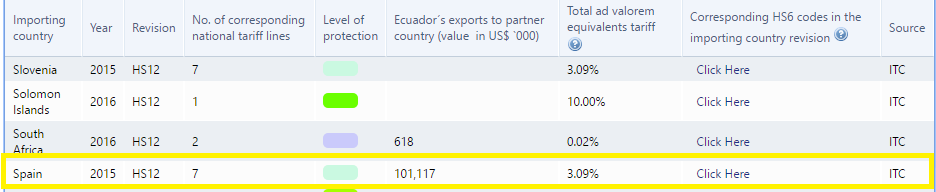 Importing country Year Revision No. of corresponding national tariff lines Level of protection Ecuador´s exports to partner country (value in US$ `000) Total ad valorem equivalents tariff ? Corresponding HS6 codes in the importing country revision ? Source
Slovenia 2015 HS12 7 3.09% Click Here ITC
Solomon Islands 2016 HS12 1 10.00% Click Here ITC
South Africa 2016 HS12 2 618 0.02% Click Here ITC
Spain 2015 HS12 7 101,117 3.09% Click Here ITC